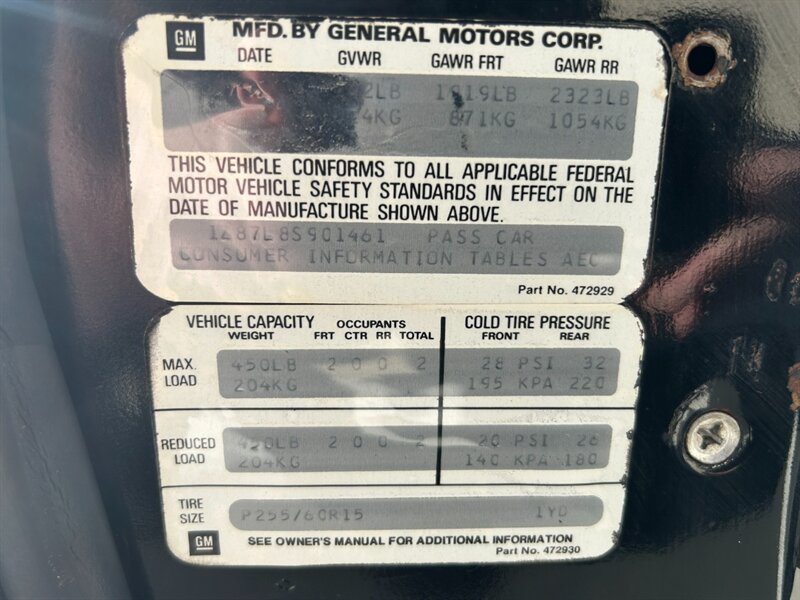 GM
MFD. BY GENERAL MOTORS CORP.
DATE GVWR GAWR FRT GAWR RR
2LB 1919LB 2323LB
4KG 871KG 1054KG
THIS VEHICLE CONFORMS TO ALL APPLICABLE FEDERAL
MOTOR VEHICLE SAFETY STANDARDS IN EFFECT ON THE
DATE OF MANUFACTURE SHOWN ABOVE.
1Z87L8S901461 PASS CAR
CONSUMER INFORMATION TABLES AEC
Part No. 472929
VEHICLE CAPACITY OCCUPANTS COLD TIRE PRESSURE
WEIGHT FRT CTR RR TOTAL FRONT REAR
MAX. LOAD 450LB 2 0 0 2 28 PSI 32
204KG 195 KPA 220
REDUCED LOAD 450LB 2 0 0 2 20 PSI 26
204KG 140 KPA 180
TIRE SIZE P255/60R15 1YD
GM SEE OWNER'S MANUAL FOR ADDITIONAL INFORMATION
Part No. 472930